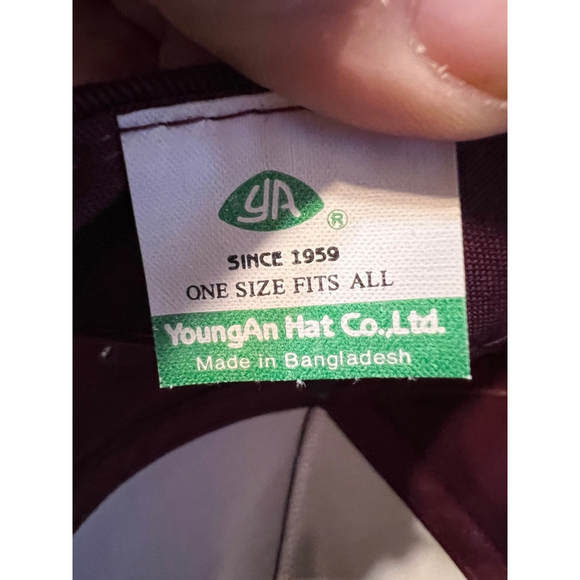 YA
®
SINCE 1959
ONE SIZE FITS ALL
YoungAn Hat Co.,Ltd.
Made in Bangladesh